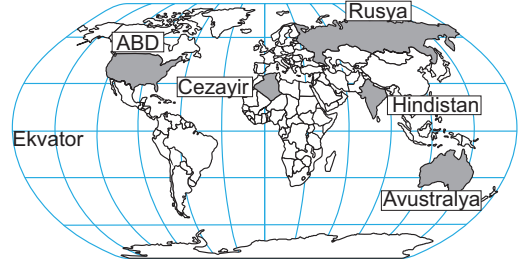 Rusya
ABD
Cezayir
Hindistan
Ekvator
Avustralya